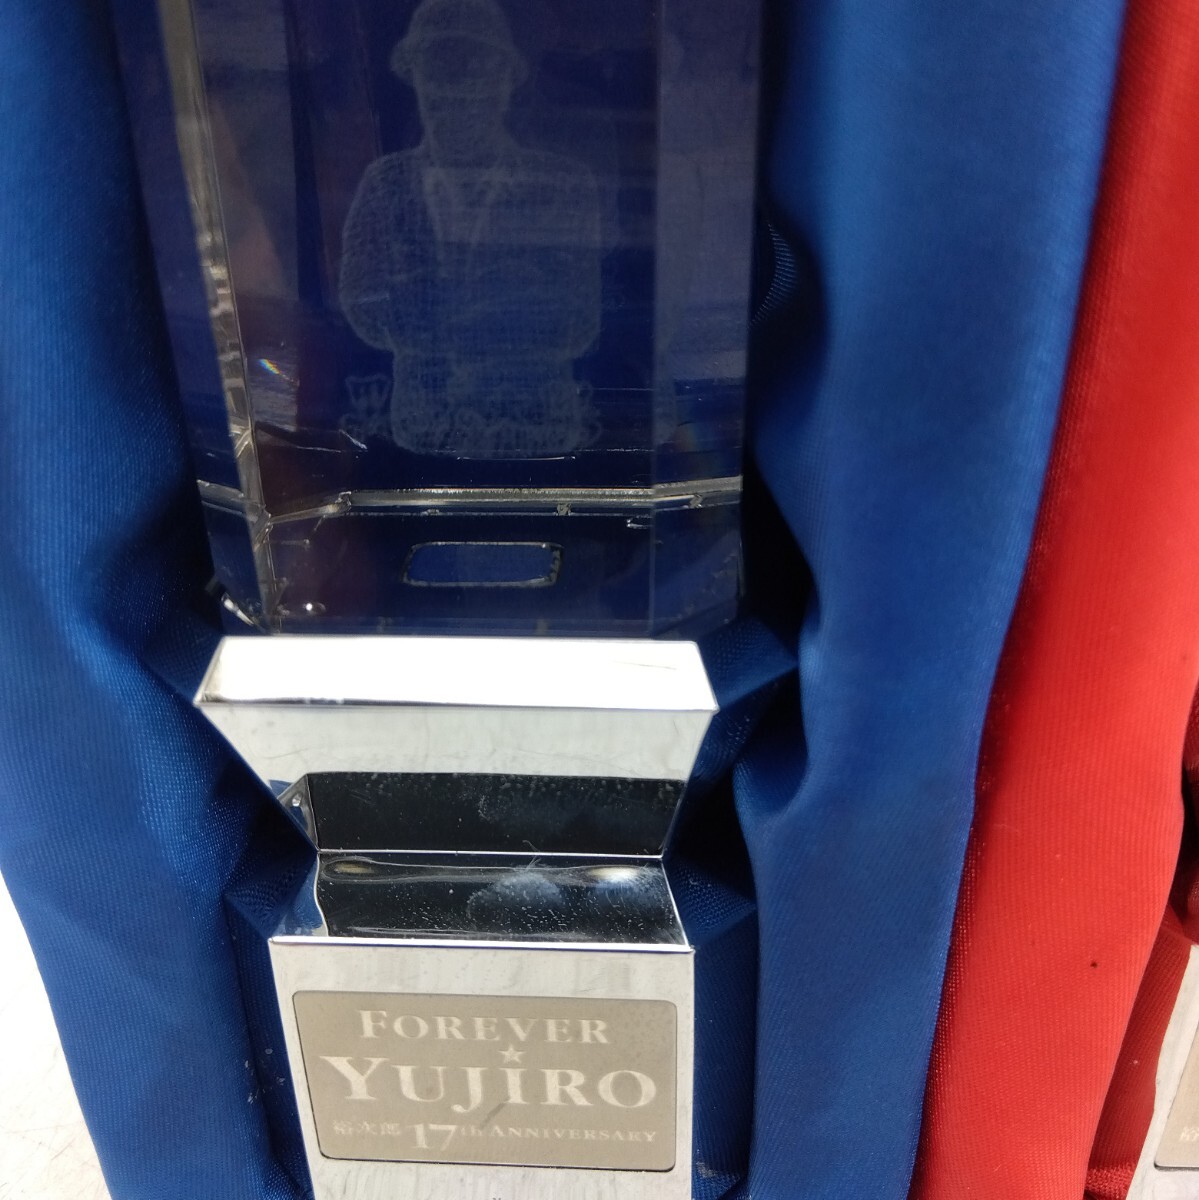 FOREVER
YUJIRO
裕次郎 17th ANNIVERSARY